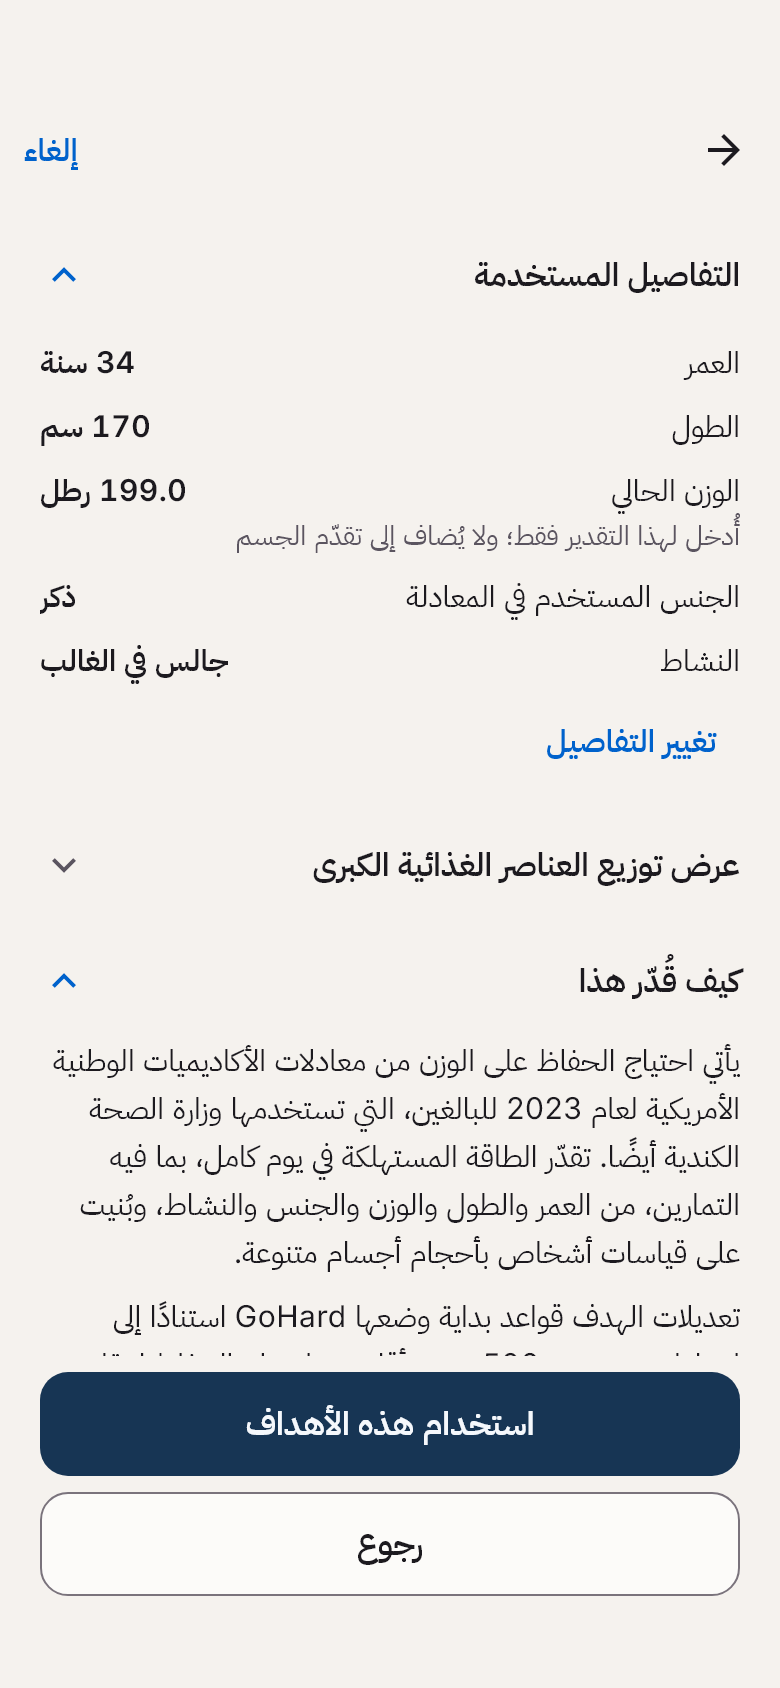 إلغاء
التفاصيل المستخدمة
العمر
34 سنة
الطول
170 سم
الوزن الحالي
199.0 رطل
أُدخل لهذا التقدير فقط؛ ولا يُضاف إلى تقدّم الجسم
الجنس المستخدم في المعادلة
ذكر
النشاط
جالس في الغالب
تغيير التفاصيل
عرض توزيع العناصر الغذائية الكبرى
كيف قُدّر هذا
يأتي احتياج الحفاظ على الوزن من معادلات الأكاديميات الوطنية
الأمريكية لعام 2023 للبالغين، التي تستخدمها وزارة الصحة
الكندية أيضًا. تقدّر الطاقة المستهلكة في يوم كامل، بما فيه
التمارين، من العمر والطول والوزن والجنس والنشاط، وبُنيت
على قياسات أشخاص بأحجام أجسام متنوعة.
تعديلات الهدف قواعد بداية وضعها GoHard استنادًا إلى
استخدام هذه الأهداف
رجوع